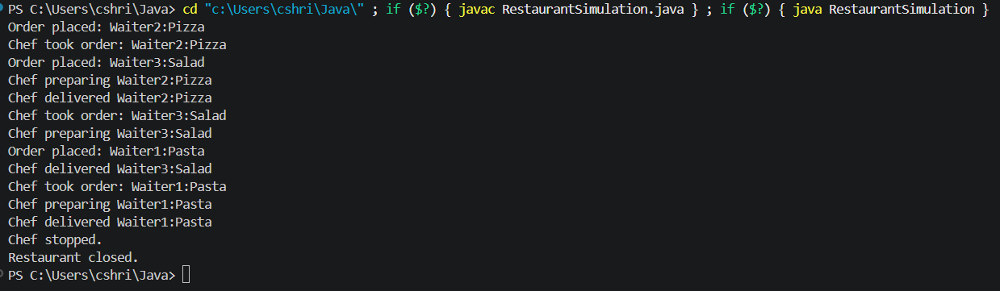 PS C:\Users\cshri\Java> cd "c:\Users\cshri\Java\" ; if ($?) { javac RestaurantSimulation.java } ; if ($?) { java RestaurantSimulation }
Order placed: Waiter2:Pizza
Chef took order: Waiter2:Pizza
Order placed: Waiter3:Salad
Chef preparing Waiter2:Pizza
Chef delivered Waiter2:Pizza
Chef took order: Waiter3:Salad
Chef preparing Waiter3:Salad
Order placed: Waiter1:Pasta
Chef delivered Waiter3:Salad
Chef took order: Waiter1:Pasta
Chef preparing Waiter1:Pasta
Chef delivered Waiter1:Pasta
Chef stopped.
Restaurant closed.
PS C:\Users\cshri\Java>